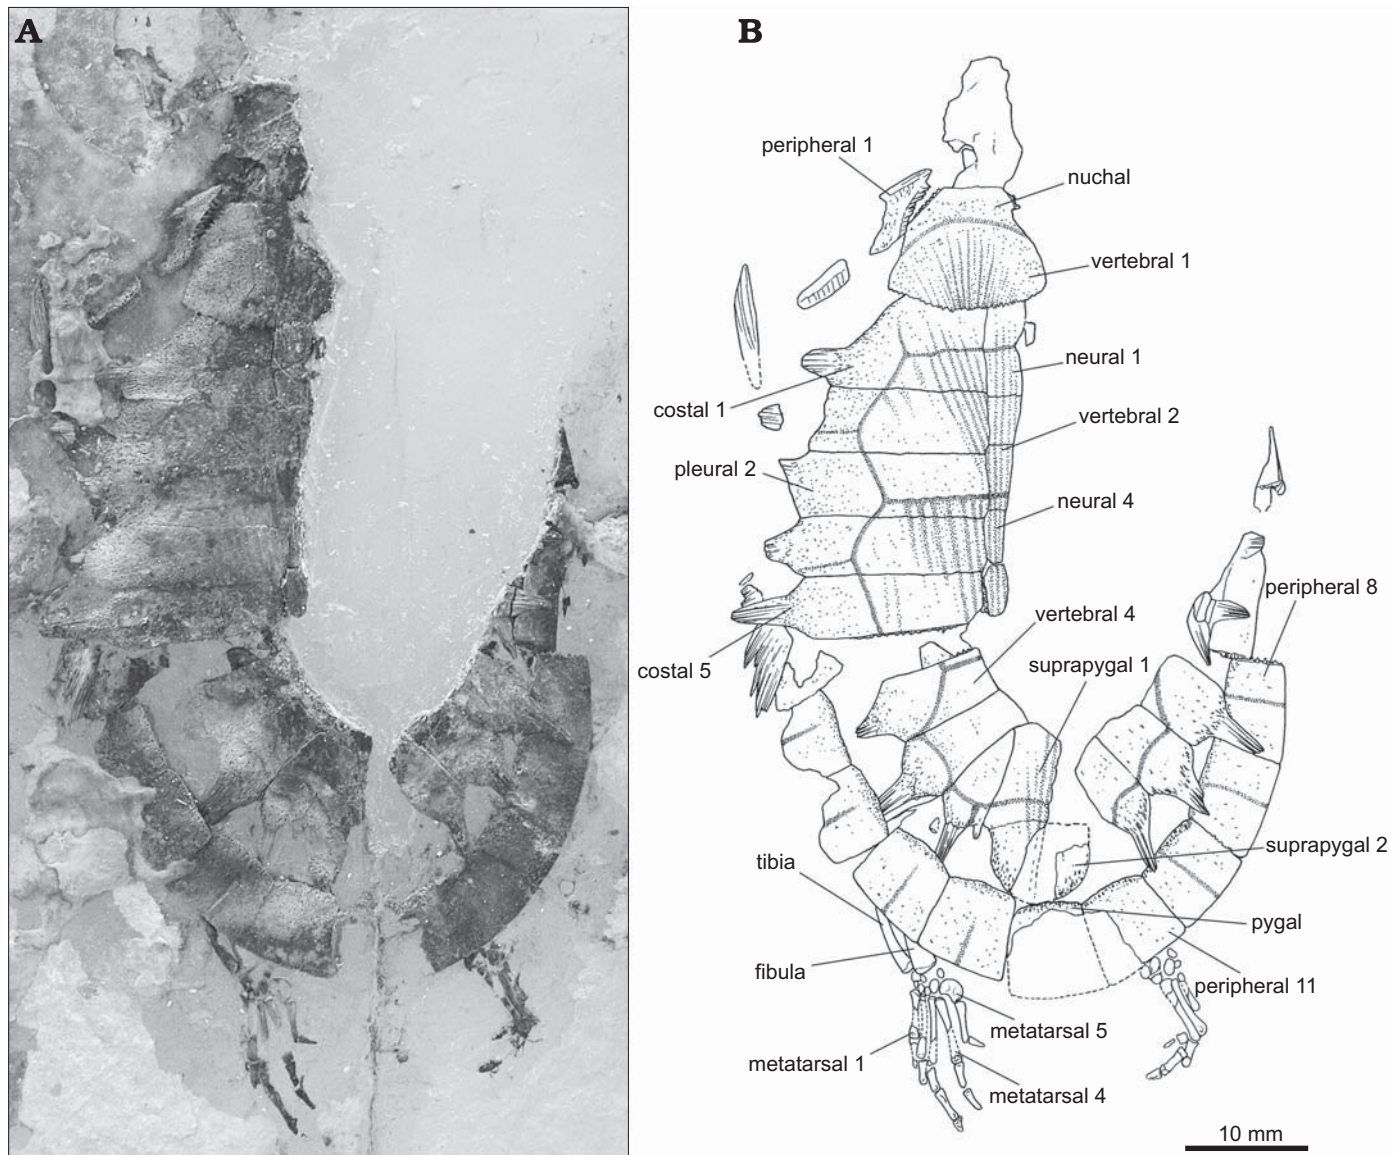 A
B
peripheral 1
nuchal
vertebral 1
neural 1
costal 1
vertebral 2
pleural 2
neural 4
peripheral 8
vertebral 4
suprapygal 1
costal 5
suprapygal 2
tibia
pygal
fibula
peripheral 11
metatarsal 5
metatarsal 1
metatarsal 4
10 mm